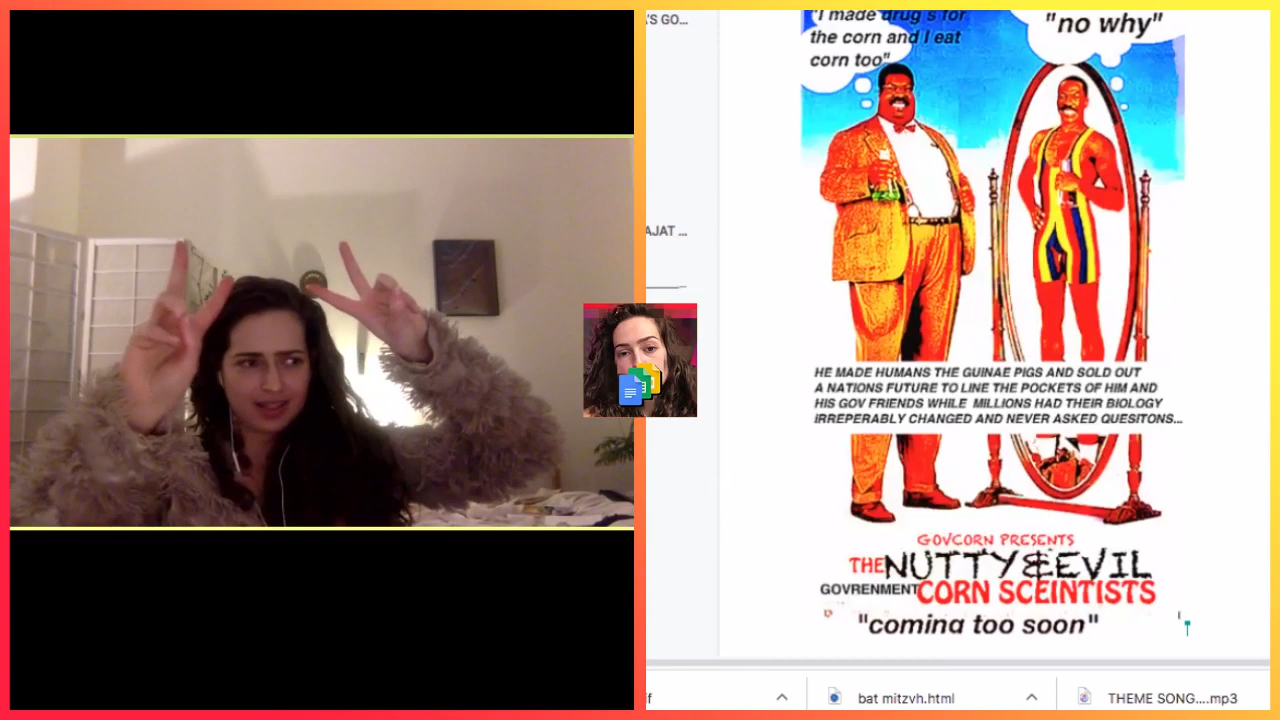 'S GO...
"I made drug's for
the corn and I eat
corn too"
"no why"
AJAT ...
HE MADE HUMANS THE GUINAE PIGS AND SOLD OUT
A NATIONS FUTURE TO LINE THE POCKETS OF HIM AND
HIS GOV FRIENDS WHILE MILLIONS HAD THEIR BIOLOGY
IRREPERABLY CHANGED AND NEVER ASKED QUESITONS...
GOVCORN PRESENTS
THE NUTTY & EVIL
GOVRENMENT CORN SCEINTISTS
"coming too soon"
if
bat mitzvh.html
THEME SONG....mp3